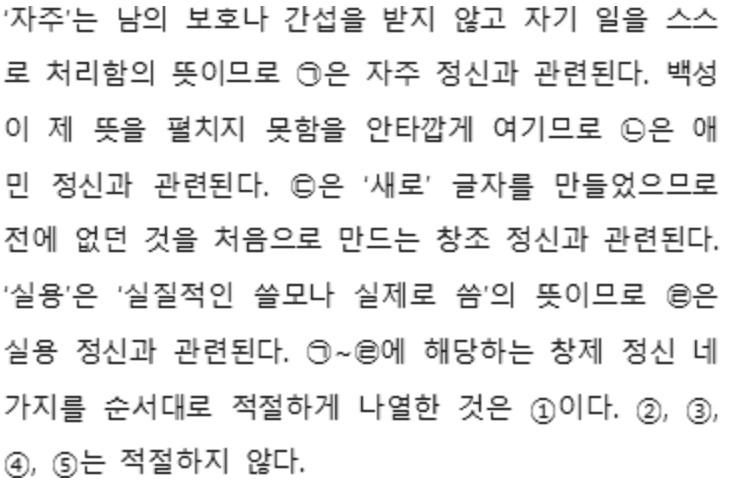 ‘자주’는 남의 보호나 간섭을 받지 않고 자기 일을 스스
로 처리함의 뜻이므로 ㉠은 자주 정신과 관련된다. 백성
이 제 뜻을 펼치지 못함을 안타깝게 여기므로 ㉡은 애
민 정신과 관련된다. ㉢은 ‘새로’ 글자를 만들었으므로
전에 없던 것을 처음으로 만드는 창조 정신과 관련된다.
‘실용’은 ‘실질적인 쓸모나 실제로 씀’의 뜻이므로 ㉣은
실용 정신과 관련된다. ㉠~㉣에 해당하는 창제 정신 네
가지를 순서대로 적절하게 나열한 것은 ①이다. ②, ③,
④, ⑤는 적절하지 않다.